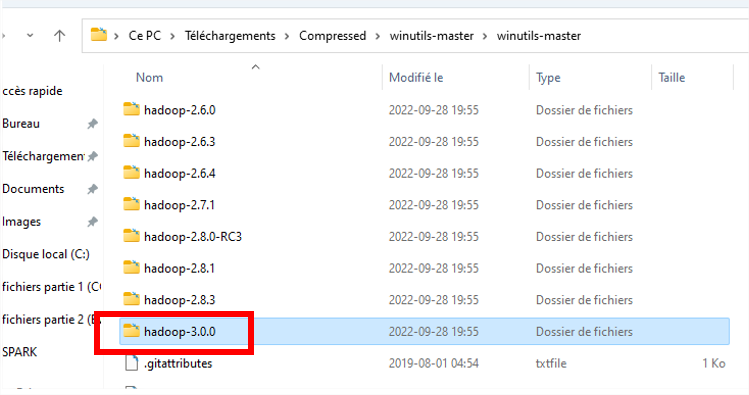 Ce PC > Téléchargements > Compressed > winutils-master > winutils-master
Nom Modifié le Type Taille
ccès rapide
Bureau
Téléchargemen
Documents
Images
Disque local (C:)
fichiers partie 1 (C
fichiers partie 2 (
SPARK
hadoop-2.6.0 2022-09-28 19:55 Dossier de fichiers
hadoop-2.6.3 2022-09-28 19:55 Dossier de fichiers
hadoop-2.6.4 2022-09-28 19:55 Dossier de fichiers
hadoop-2.7.1 2022-09-28 19:55 Dossier de fichiers
hadoop-2.8.0-RC3 2022-09-28 19:55 Dossier de fichiers
hadoop-2.8.1 2022-09-28 19:55 Dossier de fichiers
hadoop-2.8.3 2022-09-28 19:55 Dossier de fichiers
hadoop-3.0.0 2022-09-28 19:55 Dossier de fichiers
.gitattributes 2019-08-01 04:54 txtfile 1 Ko